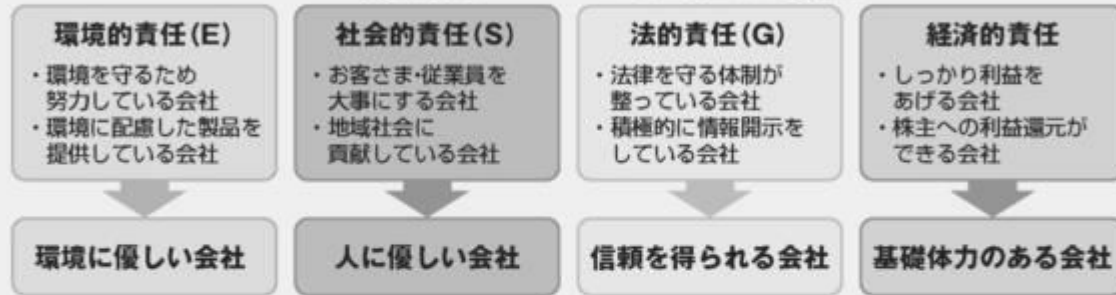 環境的責任(E)
・環境を守るため
努力している会社
・環境に配慮した製品を
提供している会社
環境に優しい会社
社会的責任(S)
・お客さま・従業員を
大事にする会社
・地域社会に
貢献している会社
人に優しい会社
法的責任(G)
・法律を守る体制が
整っている会社
・積極的に情報開示を
している会社
信頼を得られる会社
経済的責任
・しっかり利益を
あげる会社
・株主への利益還元が
できる会社
基礎体力のある会社